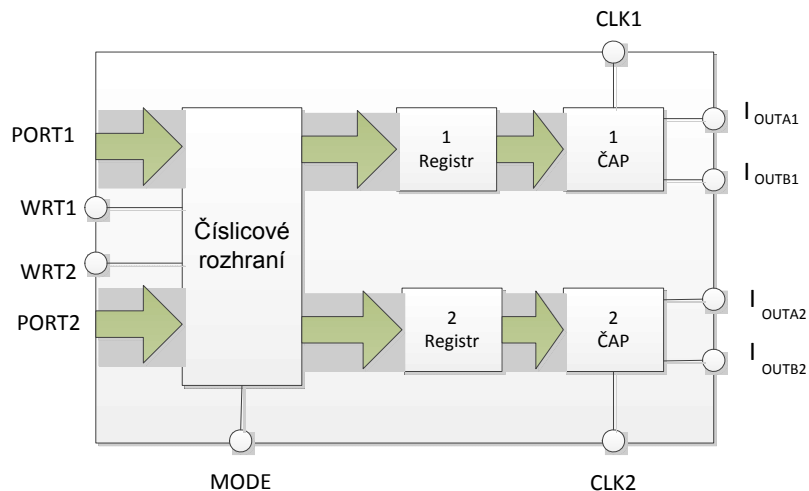 CLK1
PORT1
WRT1
WRT2
PORT2
Číslicové
rozhraní
1
Registr
1
ČAP
I OUTA1
I OUTB1
2
Registr
2
ČAP
I OUTA2
I OUTB2
MODE
CLK2